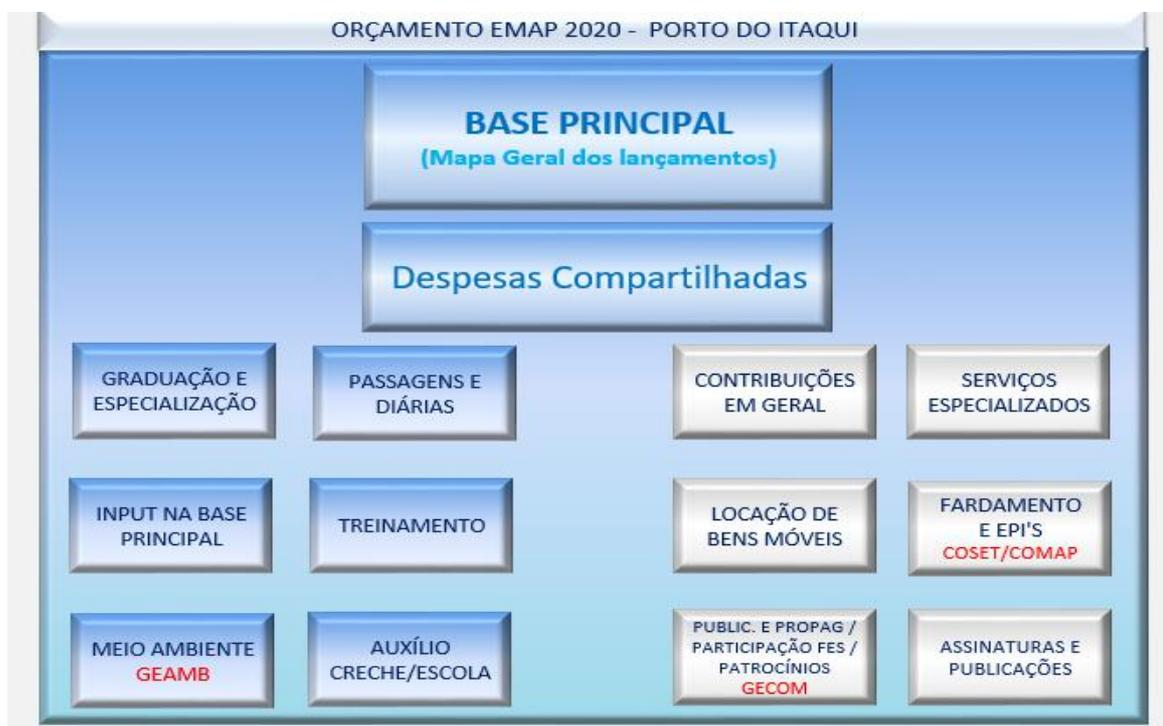 ORÇAMENTO EMAP 2020 - PORTO DO ITAQUI
BASE PRINCIPAL
(Mapa Geral dos lançamentos)
Despesas Compartilhadas
GRADUAÇÃO E
ESPECIALIZAÇÃO
PASSAGENS E
DIÁRIAS
CONTRIBUIÇÕES
EM GERAL
SERVIÇOS
ESPECIALIZADOS
INPUT NA BASE
PRINCIPAL
TREINAMENTO
LOCAÇÃO DE
BENS MÓVEIS
FARDAMENTO
E EPI'S
COSET/COMAP
MEIO AMBIENTE
GEAMB
AUXÍLIO
CRECHE/ESCOLA
PUBLIC. E PROPAG /
PARTICIPAÇÃO FES /
PATROCÍNIOS
GECOM
ASSINATURAS E
PUBLICAÇÕES